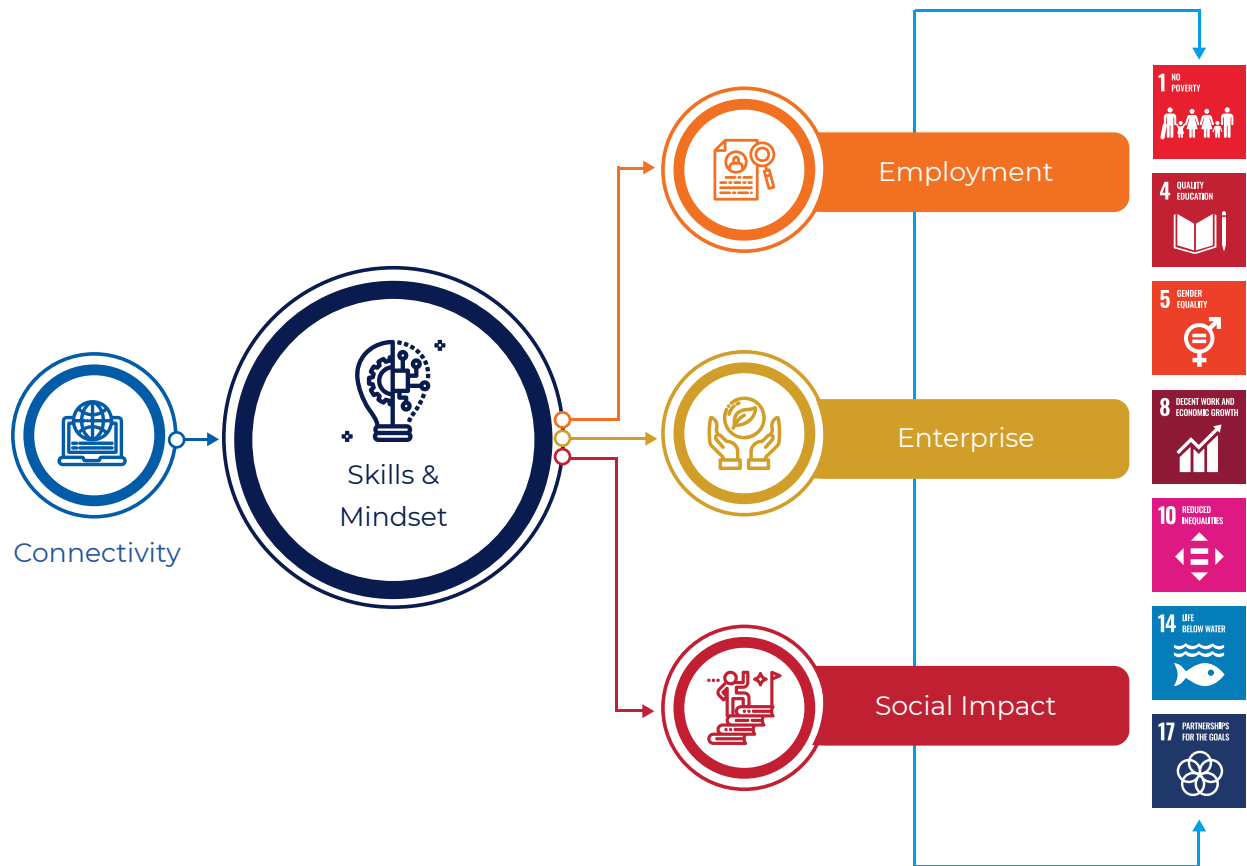 Connectivity
Skills &
Mindset
Employment
Enterprise
Social Impact
1 NO
POVERTY
4 QUALITY
EDUCATION
5 GENDER
EQUALITY
8 DECENT WORK AND
ECONOMIC GROWTH
10 REDUCED
INEQUALITIES
14 LIFE
BELOW WATER
17 PARTNERSHIPS
FOR THE GOALS